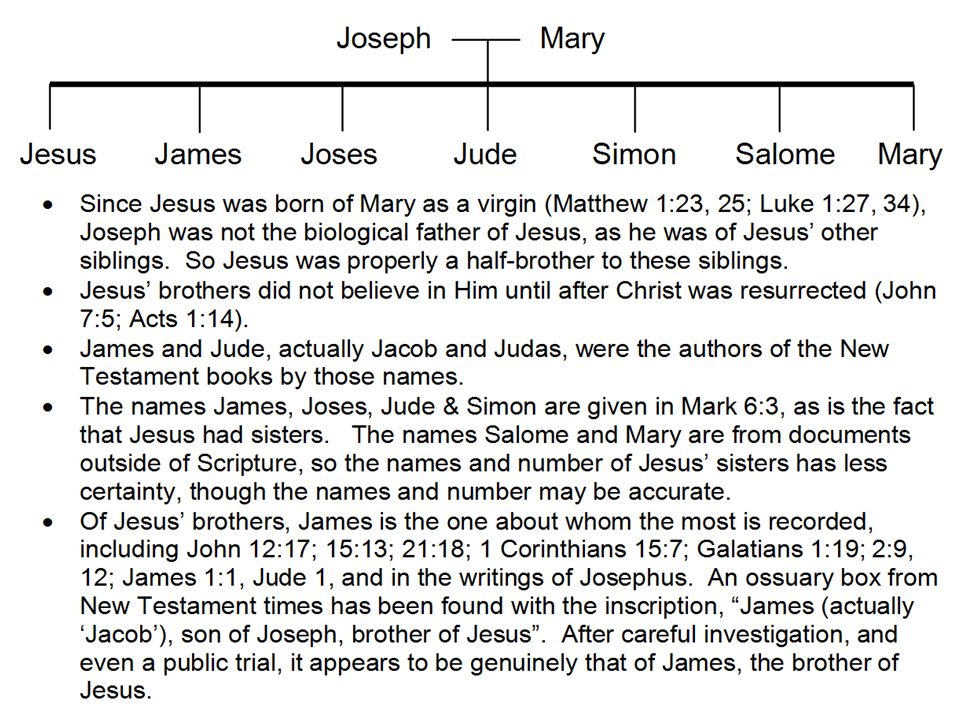 Joseph Mary
Jesus James Joses Jude Simon Salome Mary
• Since Jesus was born of Mary as a virgin (Matthew 1:23, 25; Luke 1:27, 34),
Joseph was not the biological father of Jesus, as he was of Jesus’ other
siblings. So Jesus was properly a half-brother to these siblings.
• Jesus’ brothers did not believe in Him until after Christ was resurrected (John
7:5; Acts 1:14).
• James and Jude, actually Jacob and Judas, were the authors of the New
Testament books by those names.
• The names James, Joses, Jude & Simon are given in Mark 6:3, as is the fact
that Jesus had sisters. The names Salome and Mary are from documents
outside of Scripture, so the names and number of Jesus’ sisters has less
certainty, though the names and number may be accurate.
• Of Jesus’ brothers, James is the one about whom the most is recorded,
including John 12:17; 15:13; 21:18; 1 Corinthians 15:7; Galatians 1:19; 2:9,
12; James 1:1, Jude 1, and in the writings of Josephus. An ossuary box from
New Testament times has been found with the inscription, “James (actually
‘Jacob’), son of Joseph, brother of Jesus”. After careful investigation, and
even a public trial, it appears to be genuinely that of James, the brother of
Jesus.